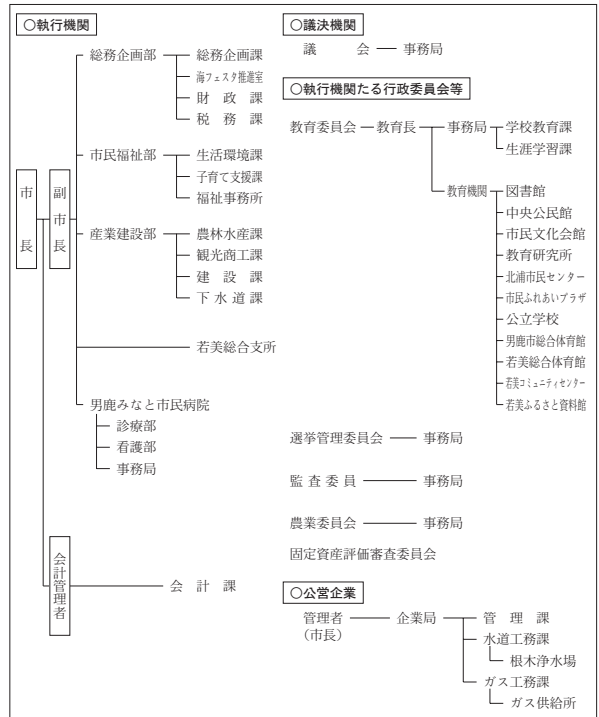 ○執行機関
市長
副市長
総務企画部
総務企画課
海フェスタ推進室
財政課
税務課
市民福祉部
生活環境課
子育て支援課
福祉事務所
産業建設部
農林水産課
観光商工課
建設課
下水道課
若美総合支所
男鹿みなと市民病院
診療部
看護部
事務局
会計管理者
会計課
○議決機関
議会 事務局
○執行機関たる行政委員会等
教育委員会 教育長 事務局 学校教育課
生涯学習課
教育機関 図書館
中央公民館
市民文化会館
教育研究所
北浦市民センター
市民ふれあいプラザ
公立学校
男鹿市総合体育館
若美総合体育館
若美コミュニティセンター
若美ふるさと資料館
選挙管理委員会 事務局
監査委員 事務局
農業委員会 事務局
固定資産評価審査委員会
○公営企業
管理者 企業局 管理課
(市長) 水道工務課
根木浄水場
ガス工務課
ガス供給所